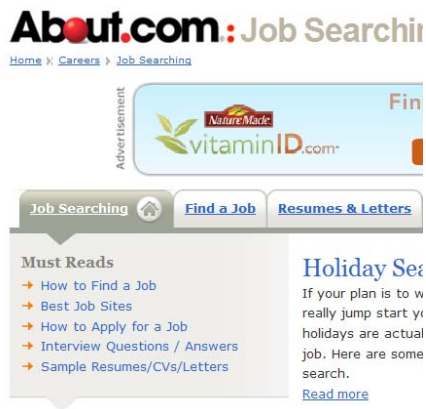 About.com: Job Searchin
Home > Careers > Job Searching
Advertisement
Nature Made
vitaminID.com
Fin
Job Searching
Find a Job
Resumes & Letters
Must Reads
How to Find a Job
Best Job Sites
How to Apply for a Job
Interview Questions / Answers
Sample Resumes/CVs/Letters
Holiday Sea
If your plan is to w
really jump start yo
holidays are actual
job. Here are some
search.
Read more